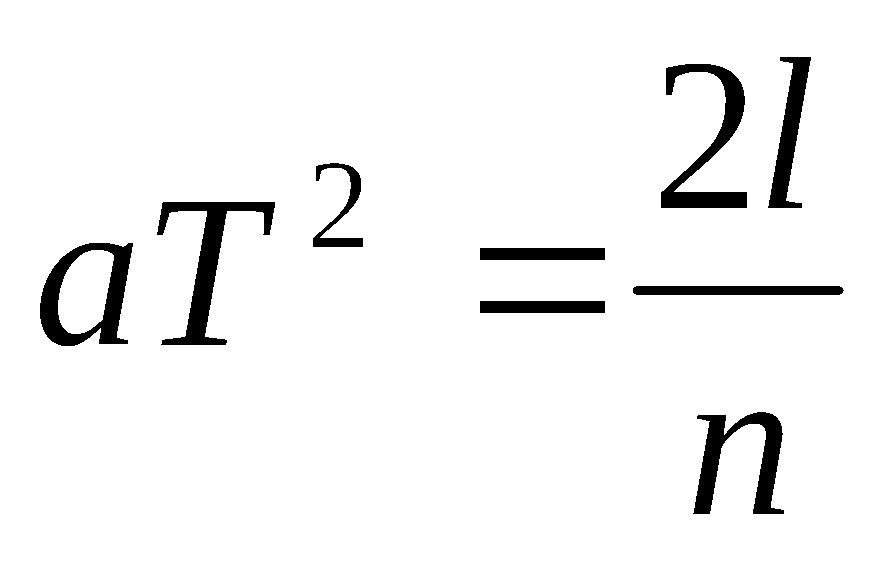 aT² = 2l/n